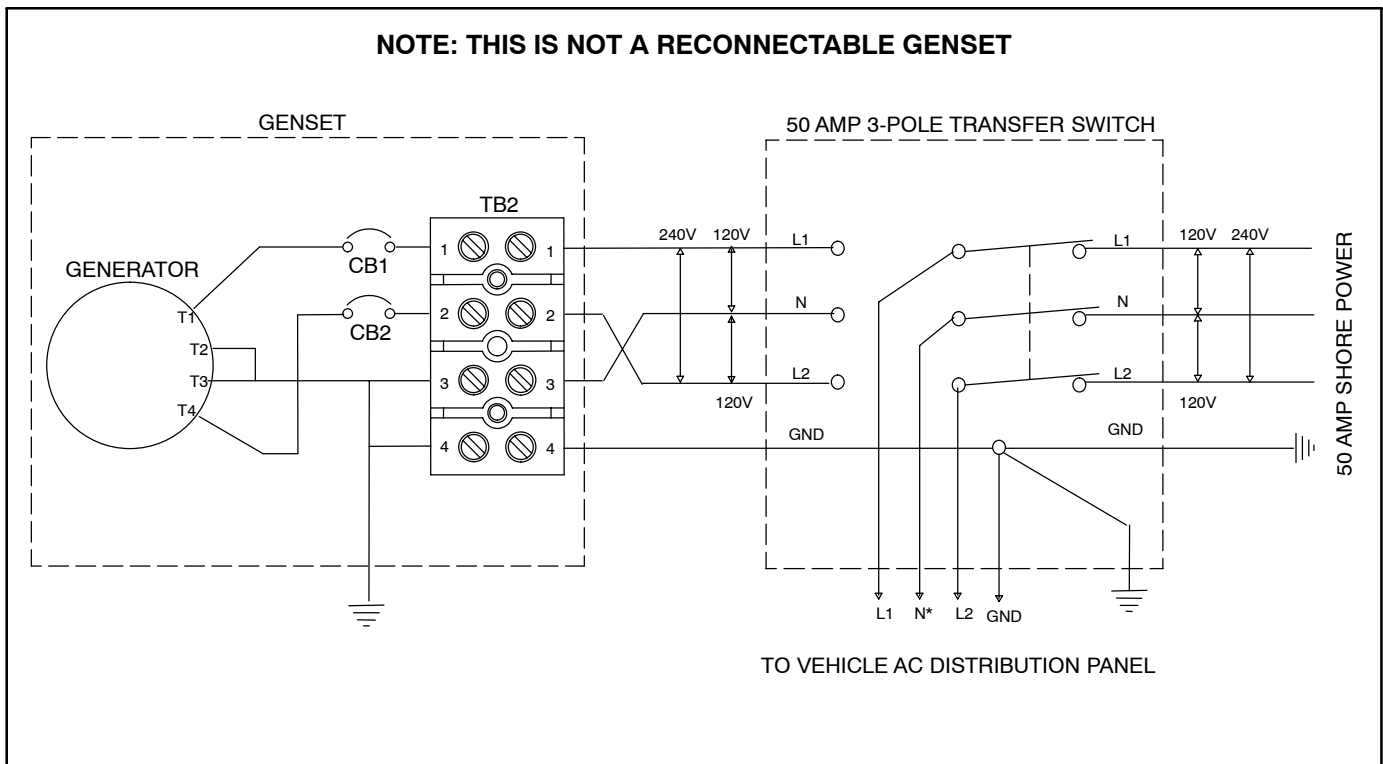 NOTE: THIS IS NOT A RECONNECTABLE GENSET
GENSET
50 AMP 3-POLE TRANSFER SWITCH
TB2
GENERATOR
T1
T2
T3
T4
CB1
CB2
1
1
2
2
3
3
4
4
240V
120V
120V
L1
N
L2
GND
L1
N
L2
GND
120V
240V
120V
50 AMP SHORE POWER
L1
N*
L2
GND
TO VEHICLE AC DISTRIBUTION PANEL